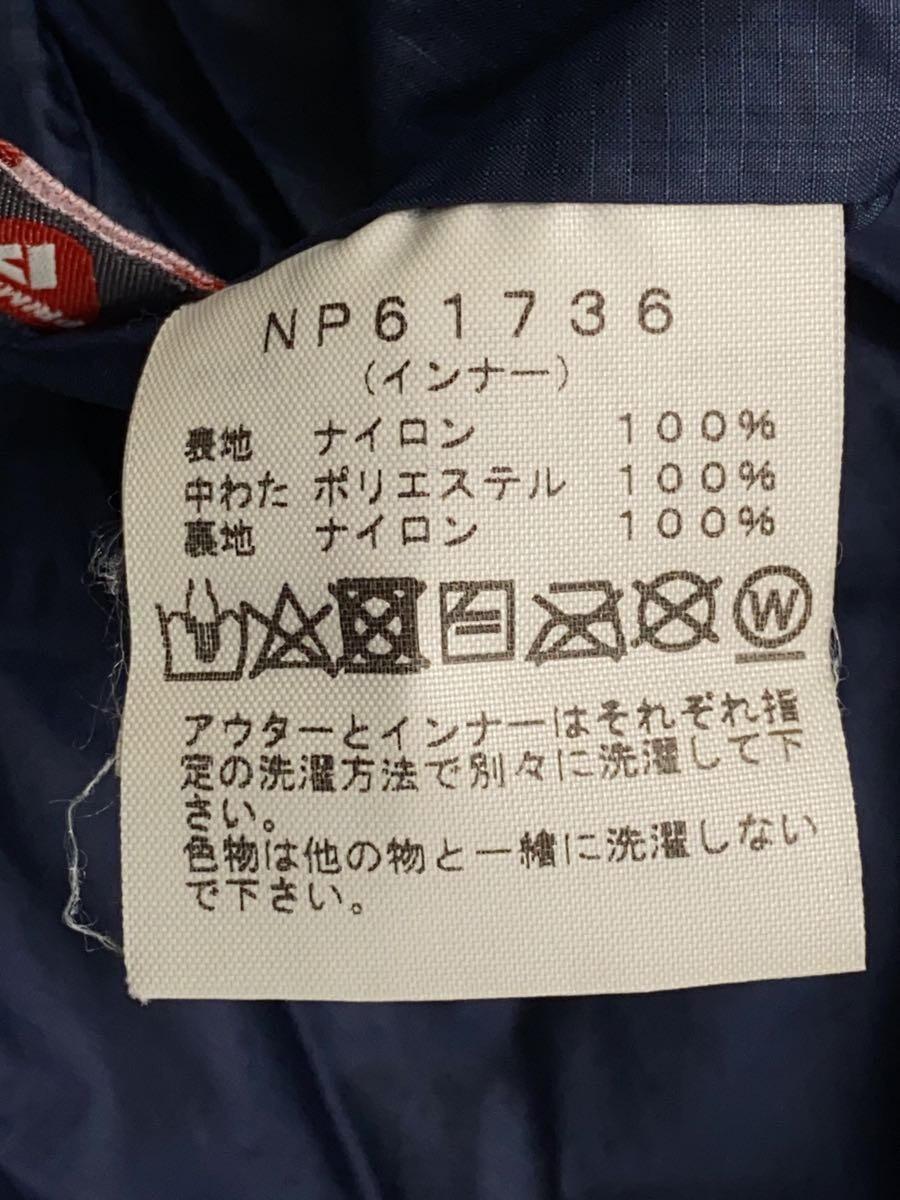 NP61736
(インナー)
表地 ナイロン 100%
中わた ポリエステル 100%
裏地 ナイロン 100%
W
アウターとインナーはそれぞれ指
定の洗濯方法で別々に洗濯して下
さい。
色物は他の物と一緒に洗濯しない
で下さい。